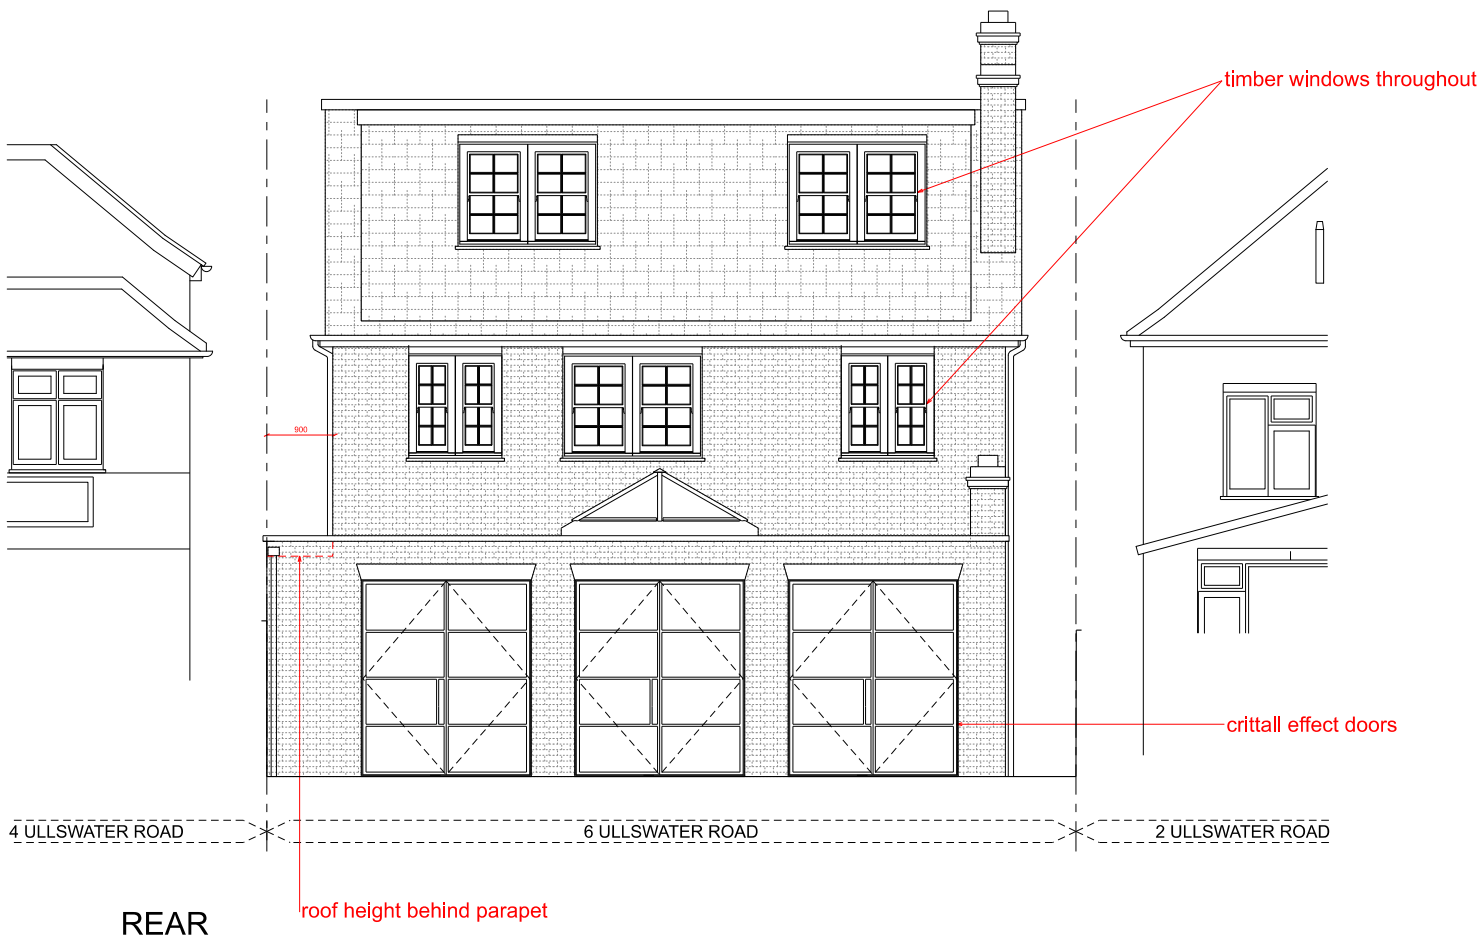 timber windows throughout
900
crittall effect doors
4 ULLSWATER ROAD
6 ULLSWATER ROAD
2 ULLSWATER ROAD
roof height behind parapet
REAR